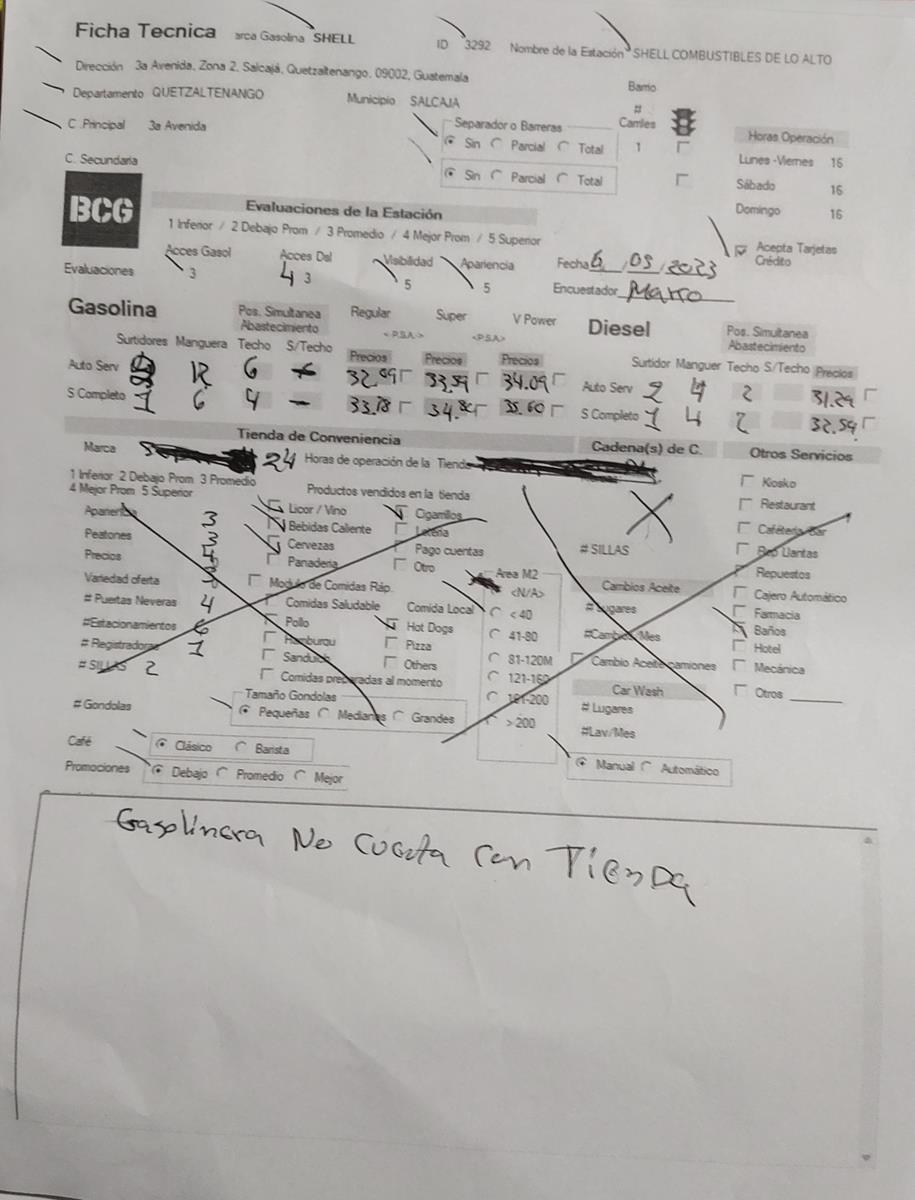 Ficha Tecnica arca Gasolina SHELL ID 3292 Nombre de la Estación SHELL COMBUSTIBLES DE LO ALTO
Dirección 3a Avenida, Zona 2, Salcajá, Quetzaltenango, 09002, Guatemala
Departamento QUETZALTENANGO Municipio SALCAJA
C .Principal 3a Avenida
C. Secundaria
Barrio
# Carriles
Separador o Barreras
Sin Parcial Total 1
Sin Parcial Total
Horas Operación
Lunes -Viernes 16
Sábado 16
Domingo 16
BCG
Evaluaciones de la Estación
1 Inferior / 2 Debajo Prom / 3 Promedio / 4 Mejor Prom / 5 Superior
Acepta Tarjetas Crédito
Acces Gasol Acces Dsl Visibilidad Apariencia
Evaluaciones 3 4 3 5 5
Fecha 6, 03, 2023
Encuestador Marro
Gasolina Pos. Simultanea Abastecimiento Regular Super V Power
<-P.S.A.-> <-P.S.A.->
Surtidores Manguera Techo S/Techo Precios Precios Precios
Auto Serv 12 6 32.99 33.59 34.09
S Completo 1 6 4 - 33.78 34.80 35.60
Diesel Pos. Simultanea Abastecimiento
Surtidor Manguer Techo S/Techo Precios
Auto Serv 2 4 2 31.29
S Completo 1 4 2 32.59
Tienda de Conveniencia Cadena(s) de C. Otros Servicios
Marca 24 Horas de operación de la Tienda
1 Inferior 2 Debajo Prom 3 Promedio
4 Mejor Prom 5 Superior
Apariencia 3
Peatones 3
Precios
Variedad oferta
# Puertas Neveras 4
#Estacionamientos 6
# Registradoras 1
# SILLAS 2
# Gondolas
Productos vendidos en la tienda
Licor / Vino Cigarrillos
Bebidas Caliente Loteria
Cervezas Pago cuentas
Panaderia Otro
Modulo de Comidas Ráp.
Comidas Saludable Comida Local
Pollo Hot Dogs
Hamburgu Pizza
Sanduich Others
Comidas preparadas al momento
Tamaño Gondolas
Pequeñas Medianas Grandes
Area M2
<N/A>
< 40
41-80
81-120M
121-160
161-200
> 200
# SILLAS
Cambios Aceite
# Lugares
#Cambios/Mes
Cambio Aceite camiones
Car Wash
# Lugares
#Lav/Mes
Manual Automático
Kiosko
Restaurant
Cafétería/Bar
Rep Llantas
Repuestos
Cajero Automático
Farmacia
Baños
Hotel
Mecánica
Otros
Café Clásico Barista
Promociones Debajo Promedio Mejor
Gasolinera No cuenta con Tienda